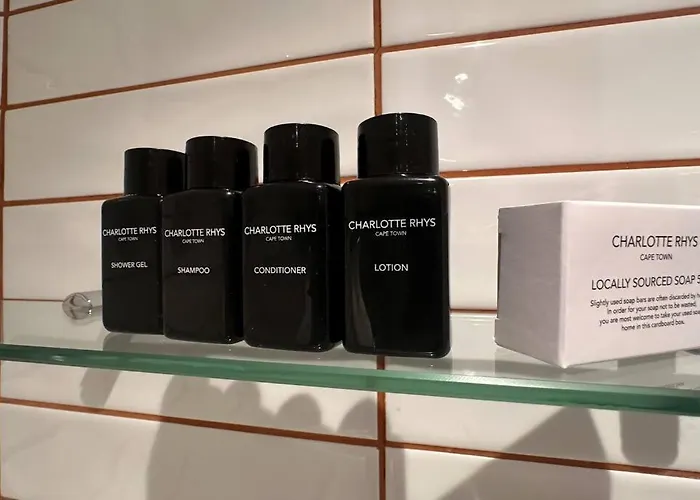 CHARLOTTE RHYS
CAPE TOWN
SHOWER GEL
CHARLOTTE RHYS
CAPE TOWN
SHAMPOO
CHARLOTTE RHYS
CAPE TOWN
CONDITIONER
CHARLOTTE RHYS
CAPE TOWN
LOTION
CHARLOTTE RHYS
CAPE TOWN
LOCALLY SOURCED SOAP 5
Slightly used soap bars are often discarded by
In order for your soap not to be wasted,
you are most welcome to take your used
home in this cardboard box.